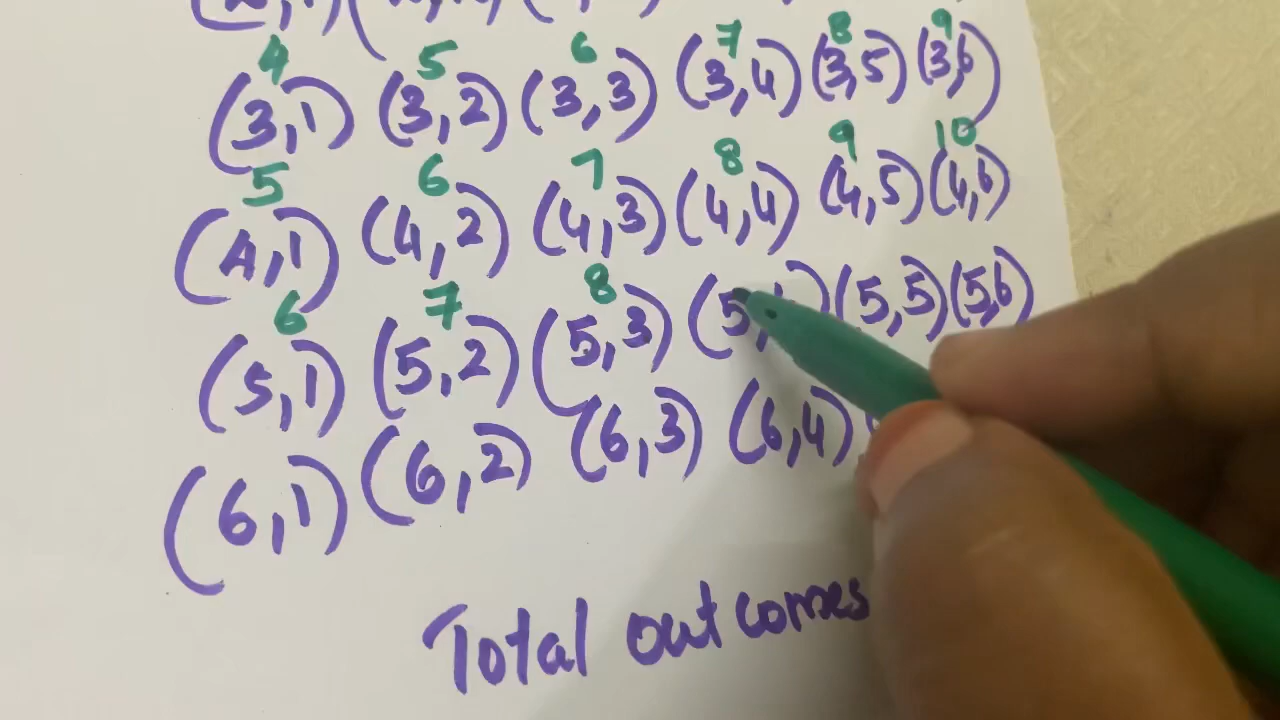 4 5 6 7 8 9
(3,1) (3,2) (3,3) (3,4) (3,5) (3,6)
5 6 7 8 9 10
(4,1) (4,2) (4,3) (4,4) (4,5) (4,6)
6 7 8
(5,1) (5,2) (5,3) (5, (5,5) (5,6)
(6,1) (6,2) (6,3) (6,4)
Total outcomes